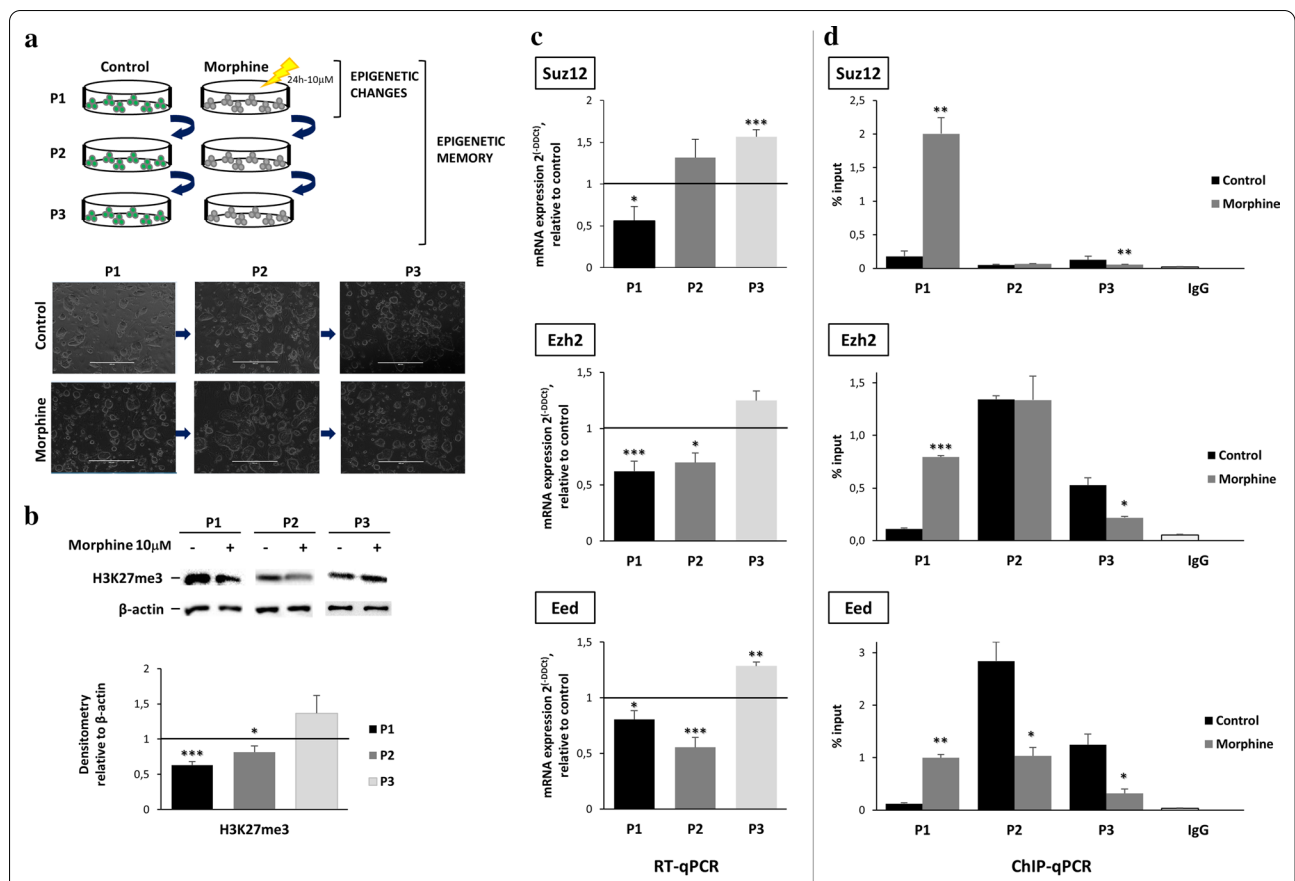 a
Control
Morphine
24h-10μM
EPIGENETIC
CHANGES
EPIGENETIC
MEMORY
P1
P2
P3
P1 P2 P3
Control
Morphine
b
P1 P2 P3
Morphine 10μM - + - + - +
H3K27me3
β-actin
Densitometry
relative to β-actin
2
1,5
1
0,5
0
***
*
P1
P2
P3
H3K27me3
c
Suz12
mRNA expression 2(-DDCt),
relative to control
2
1,5
1
0,5
0
*
***
P1 P2 P3
Ezh2
mRNA expression 2(-DDCt),
relative to control
2
1,5
1
0,5
0
***
*
P1 P2 P3
Eed
mRNA expression 2(-DDCt),
relative to control
1,5
1
0,5
0
*
***
**
P1 P2 P3
RT-qPCR
d
Suz12
% input
2,5
2
1,5
1
0,5
0
**
**
Control
Morphine
P1 P2 P3 IgG
Ezh2
% input
1,5
1,0
0,5
0,0
***
*
Control
Morphine
P1 P2 P3 IgG
Eed
% input
3
2
1
0
**
*
*
Control
Morphine
P1 P2 P3 IgG
ChIP-qPCR